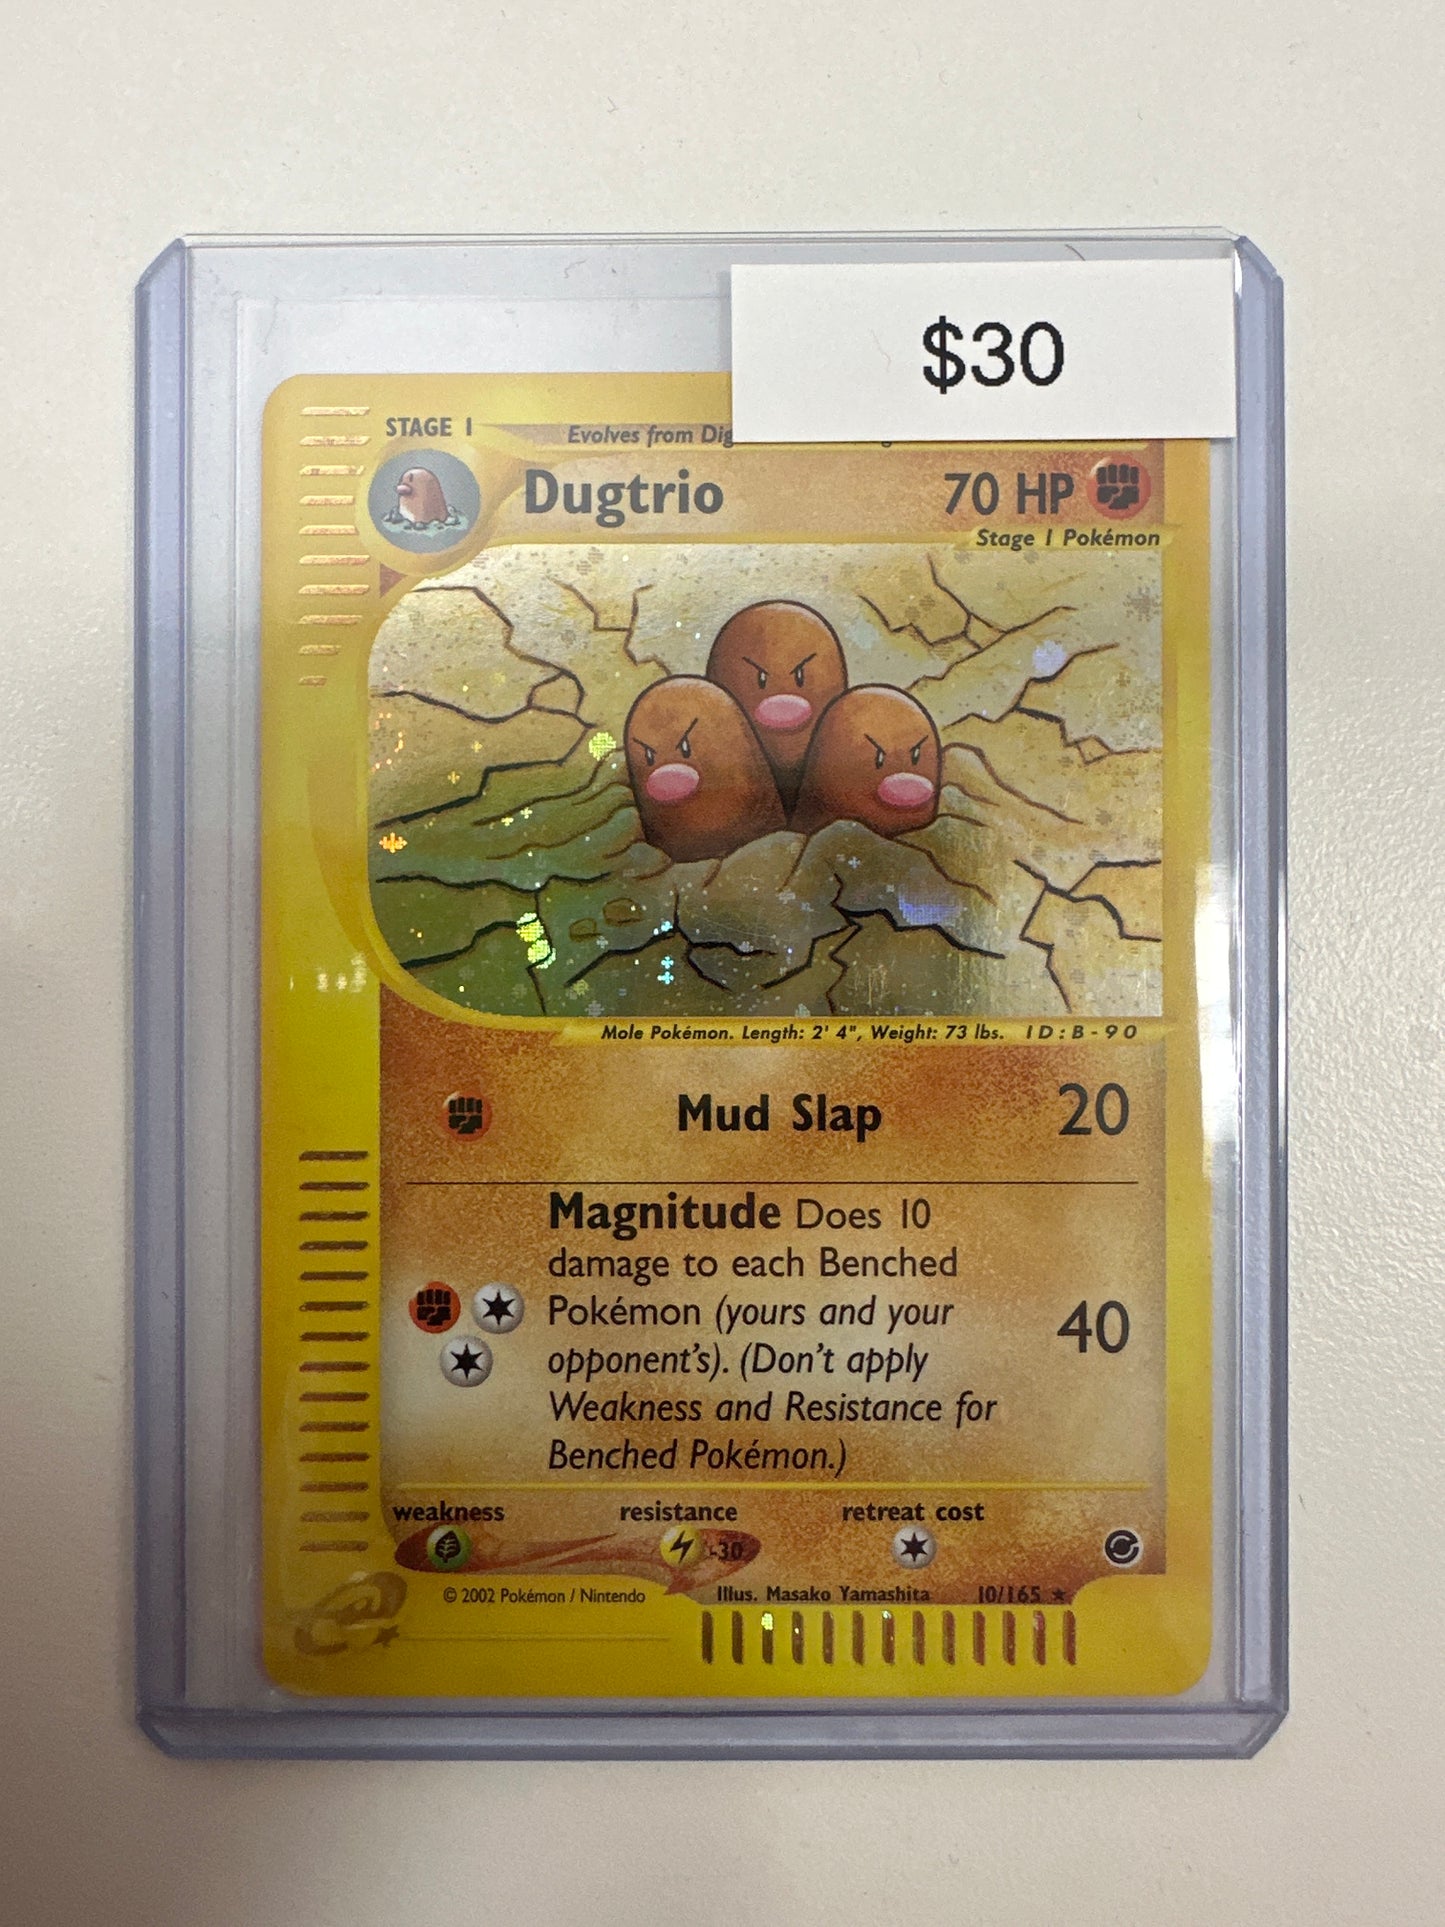 $30
STAGE 1
Evolves from Dig
Dugtrio
70 HP
Stage 1 Pokémon
Mole Pokémon. Length: 2' 4", Weight: 73 lbs. ID:B-90
Mud Slap 20
Magnitude Does 10
damage to each Benched
Pokémon (yours and your
opponent's). (Don't apply
Weakness and Resistance for
Benched Pokémon.)
40
weakness resistance retreat cost
-30
© 2002 Pokémon / Nintendo
Illus. Masako Yamashita 10/165 ★